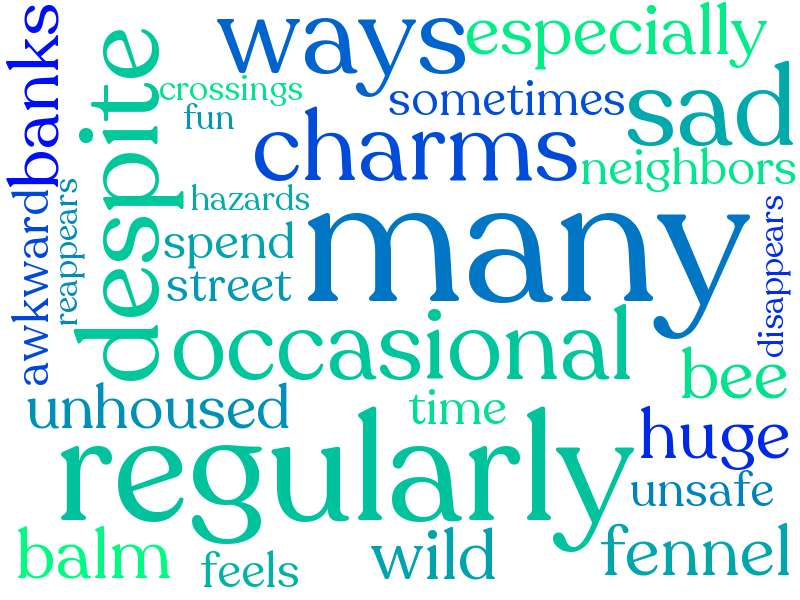 banks
despite
ways
especially
crossings
sometimes
fun
sad
charms
neighbors
awkward
reappears
hazards
many
disappears
spend
street
occasional
bee
unhoused
time
huge
regularly
unsafe
balm
feels
wild
fennel